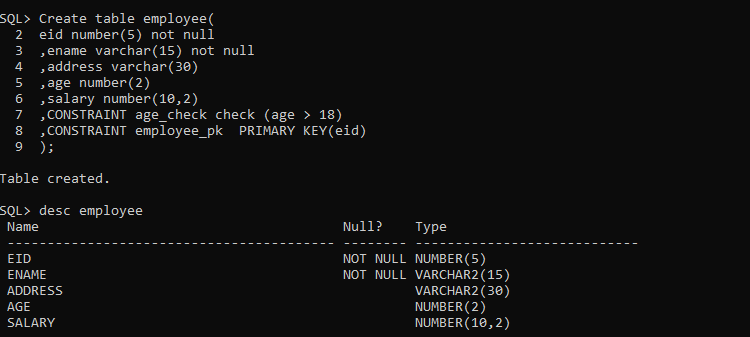 SQL> Create table employee(
  2  eid number(5) not null
  3  ,ename varchar(15) not null
  4  ,address varchar(30)
  5  ,age number(2)
  6  ,salary number(10,2)
  7  ,CONSTRAINT age_check check (age > 18)
  8  ,CONSTRAINT employee_pk  PRIMARY KEY(eid)
  9  );
Table created.
SQL> desc employee
 Name                                      Null?    Type
 ----------------------------------------- -------- ----------------------------
 EID                                       NOT NULL NUMBER(5)
 ENAME                                     NOT NULL VARCHAR2(15)
 ADDRESS                                            VARCHAR2(30)
 AGE                                                NUMBER(2)
 SALARY                                             NUMBER(10,2)